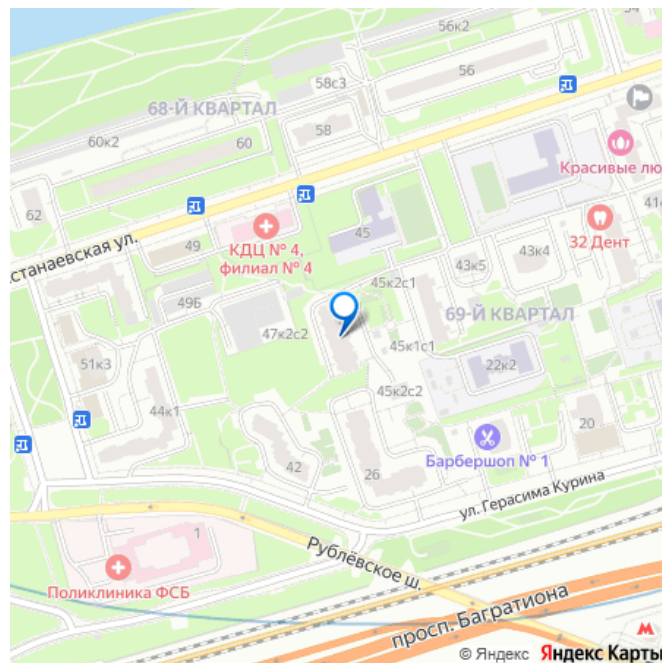 54
56к2
56
58с3
68-Й КВАРТАЛ
58
60к2
60
Красивые лю
62
41
45
32 Дент
49
КДЦ № 4,
филиал № 4
43к4
43к5
станаевская ул.
45к2с1
49Б
69-Й КВАРТАЛ
47к2с2
45к1с1
22к2
51к3
45к2с2
44к1
20
42
26
Барбершоп № 1
ул. Герасима Курина
1
Рублёвское ш.
Поликлиника ФСБ
просп. Багратиона
© Яндекс Яндекс Карты